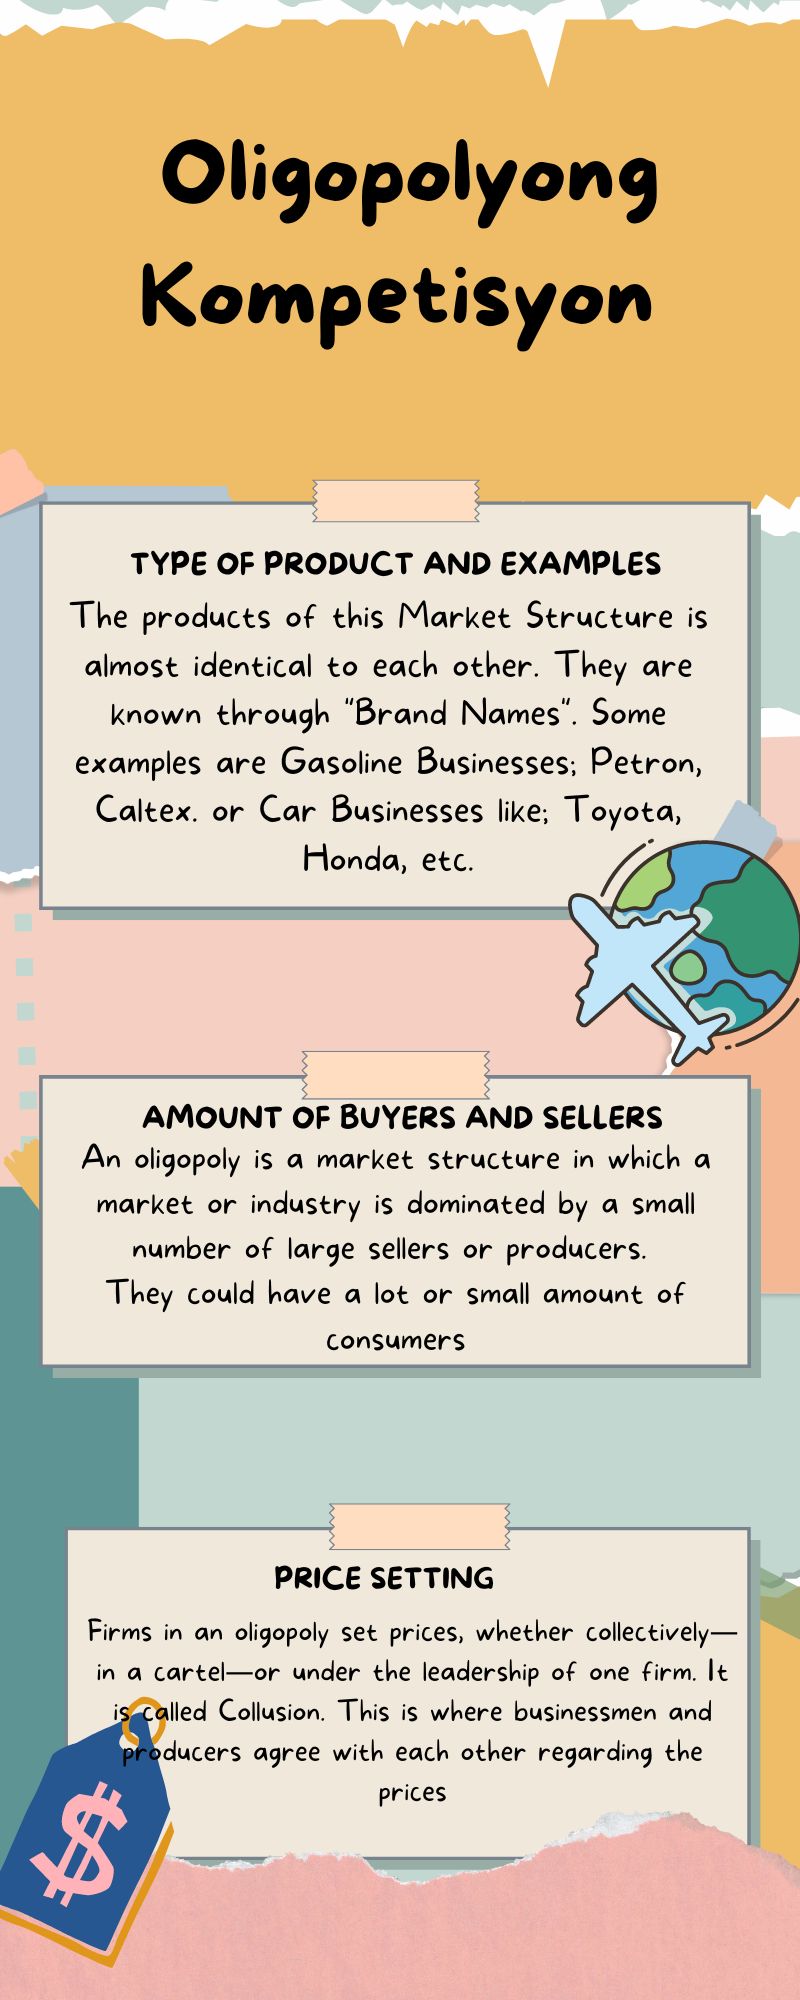 Oligopolyong
Kompetisyon
TYPE OF PRODUCT AND EXAMPLES
The products of this Market Structure is
almost identical to each other. They are
known through "Brand Names". Some
examples are Gasoline Businesses; Petron,
Caltex. or Car Businesses like; Toyota,
Honda, etc.
AMOUNT OF BUYERS AND SELLERS
An oligopoly is a market structure in which a
market or industry is dominated by a small
number of large sellers or producers.
They could have a lot or small amount of
consumers
PRICE SETTING
Firms in an oligopoly set prices, whether collectively—
in a cartel—or under the leadership of one firm. It
is called Collusion. This is where businessmen and
producers agree with each other regarding the
prices
$